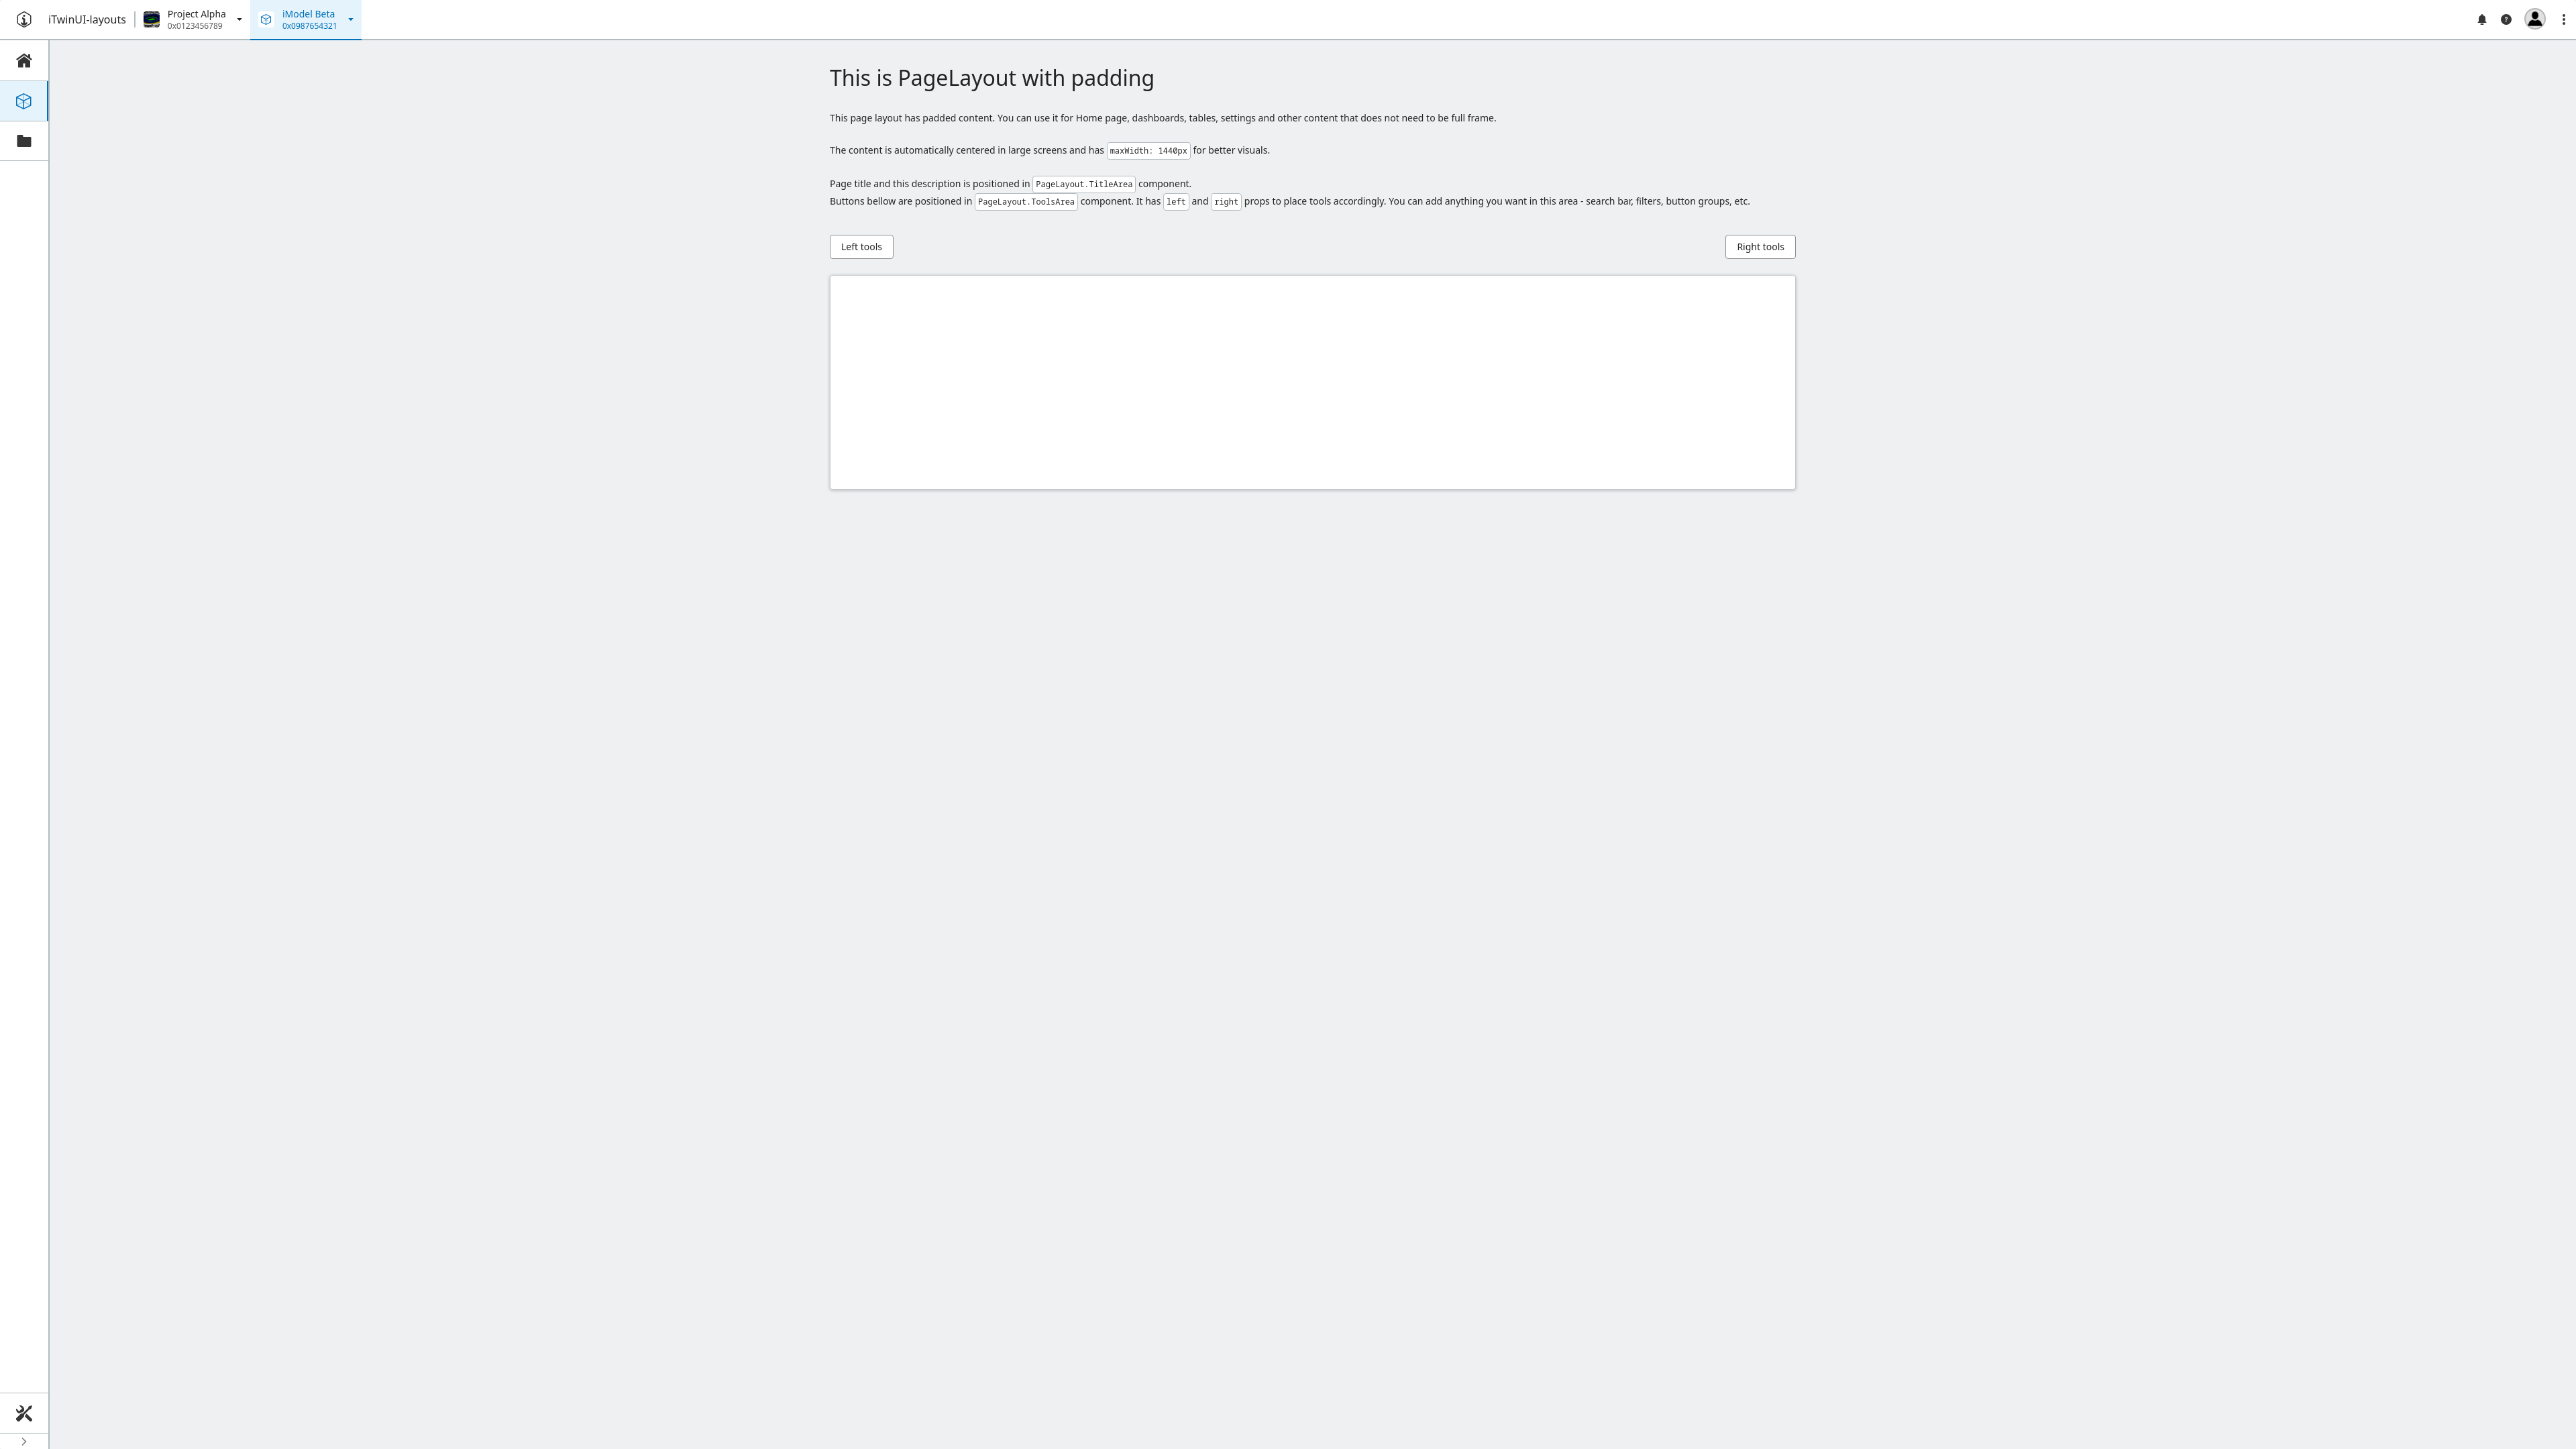 iTwinUI-layouts
Project Alpha
0x0123456789
iModel Beta
0x0987654321
This is PageLayout with padding
This page layout has padded content. You can use it for Home page, dashboards, tables, settings and other content that does not need to be full frame.
The content is automatically centered in large screens and has maxWidth: 1440px for better visuals.
Page title and this description is positioned in PageLayout.TitleArea component.
Buttons bellow are positioned in PageLayout.ToolsArea component. It has left and right props to place tools accordingly. You can add anything you want in this area - search bar, filters, button groups, etc.
Left tools
Right tools